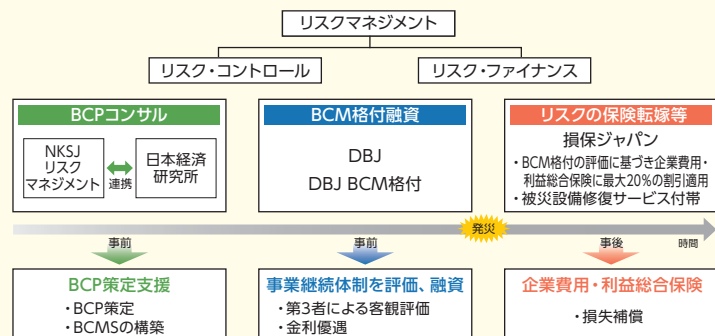 リスクマネジメント
リスク・コントロール
リスク・ファイナンス
BCPコンサル
NKSJ
リスク
マネジメント
連携
日本経済
研究所
BCM格付融資
DBJ
DBJ BCM格付
リスクの保険転嫁等
損保ジャパン
・BCM格付の評価に基づき企業費用・
利益総合保険に最大20%の割引適用
・被災設備修復サービス付帯
発災
事前
事前
事後
時間
BCP策定支援
・BCP策定
・BCMSの構築
事業継続体制を評価、融資
・第3者による客観評価
・金利優遇
企業費用・利益総合保険
・損失補償